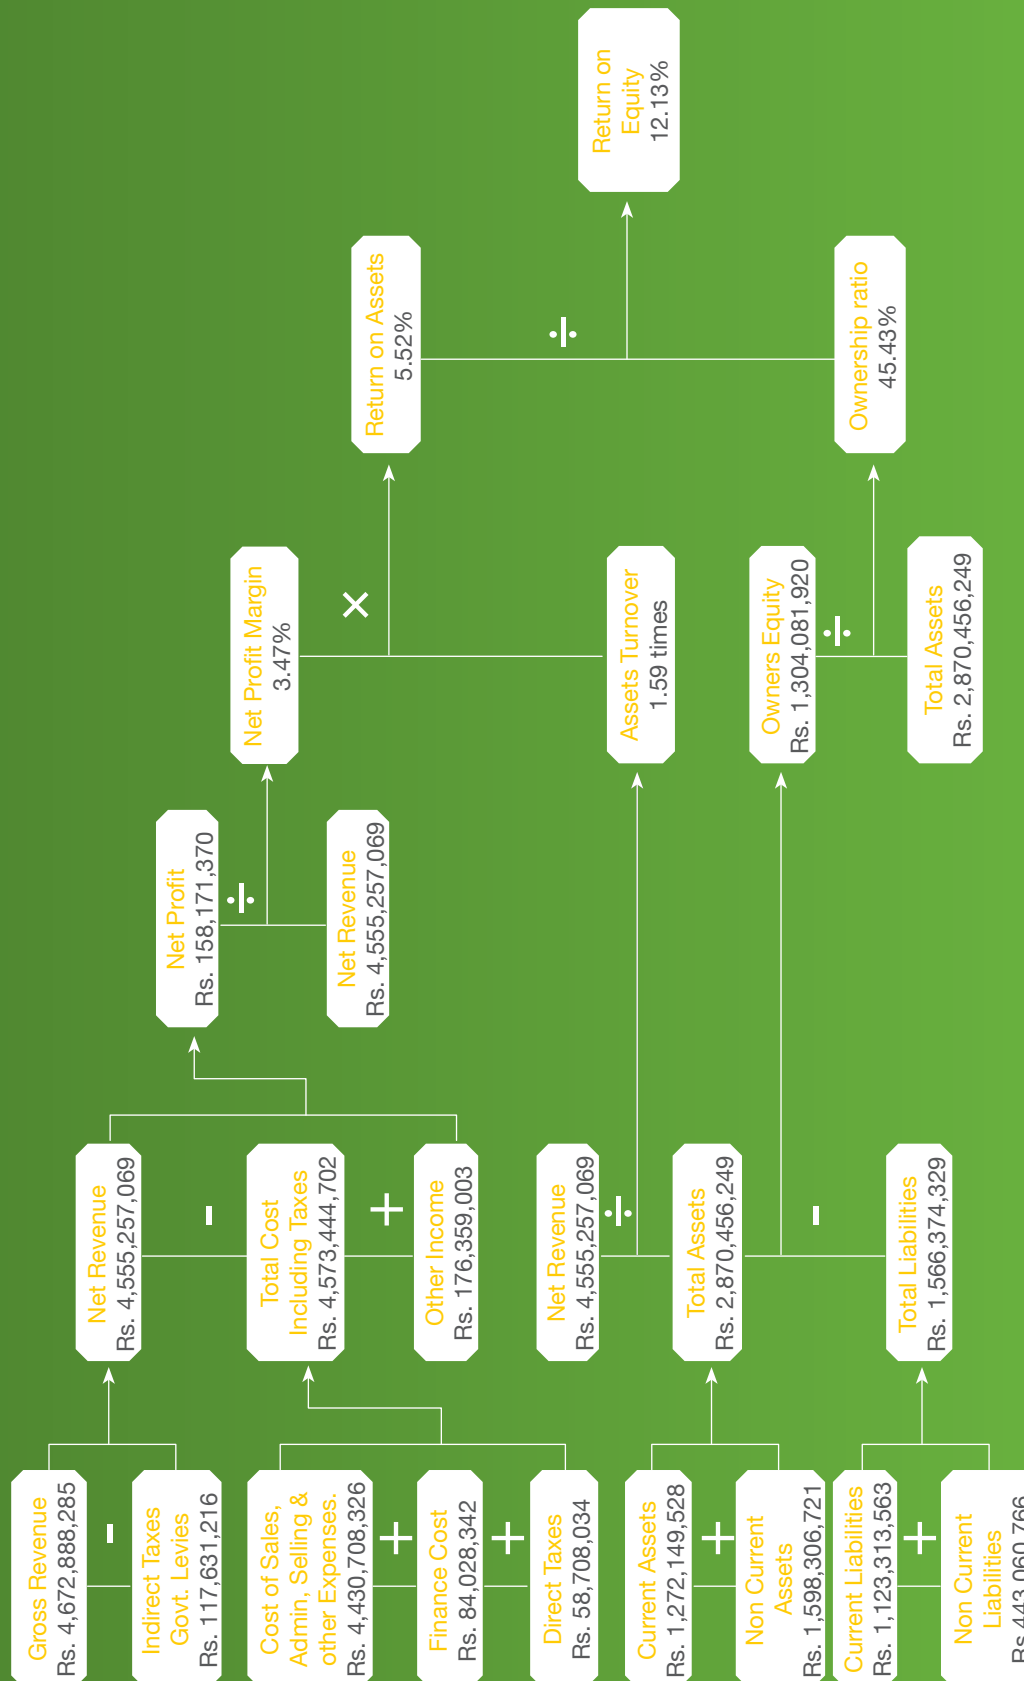 Gross Revenue
Rs. 4,672,888,285
-
Indirect Taxes
Govt. Levies
Rs. 117,631,216
Cost of Sales,
Admin, Selling &
other Expenses.
Rs. 4,430,708,326
+
Finance Cost
Rs. 84,028,342
+
Direct Taxes
Rs. 58,708,034
Current Assets
Rs. 1,272,149,528
+
Non Current
Assets
Rs. 1,598,306,721
Current Liabilities
Rs. 1,123,313,563
+
Non Current
Liabilities
Rs.443,060,766
Net Revenue
Rs. 4,555,257,069
-
Total Cost
Including Taxes
Rs. 4,573,444,702
+
Other Income
Rs. 176,359,003
Net Revenue
Rs. 4,555,257,069
÷
Total Assets
Rs. 2,870,456,249
-
Total Liabilities
Rs. 1,566,374,329
Net Profit
Rs. 158,171,370
÷
Net Revenue
Rs. 4,555,257,069
Net Profit Margin
3.47%
×
Assets Turnover
1.59 times
Owners Equity
Rs. 1,304,081,920
÷
Total Assets
Rs. 2,870,456,249
Return on Assets
5.52%
÷
Ownership ratio
45.43%
Return on
Equity
12.13%